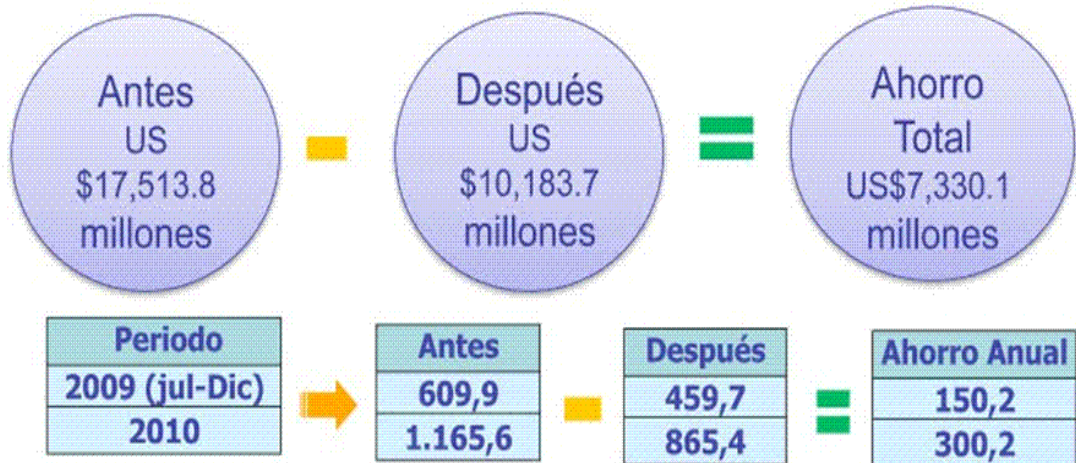 Antes
US
$17,513.8
millones
Después
US
$10,183.7
millones
Ahorro
Total
US$7,330.1
millones
Periodo
2009 (jul-Dic)
2010
Antes
609,9
1.165,6
Después
459,7
865,4
Ahorro Anual
150,2
300,2